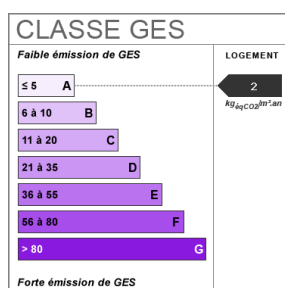 CLASSE GES
Faible émission de GES
LOGEMENT
≤ 5 A
2
kgéqCO2/m².an
6 à 10 B
11 à 20 C
21 à 35 D
36 à 55 E
56 à 80 F
> 80 G
Forte émission de GES